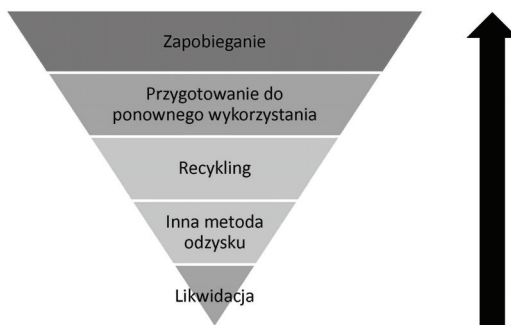 Zapobieganie
Przygotowanie do
ponownego wykorzystania
Recykling
Inna metoda
odzysku
Likwidacja